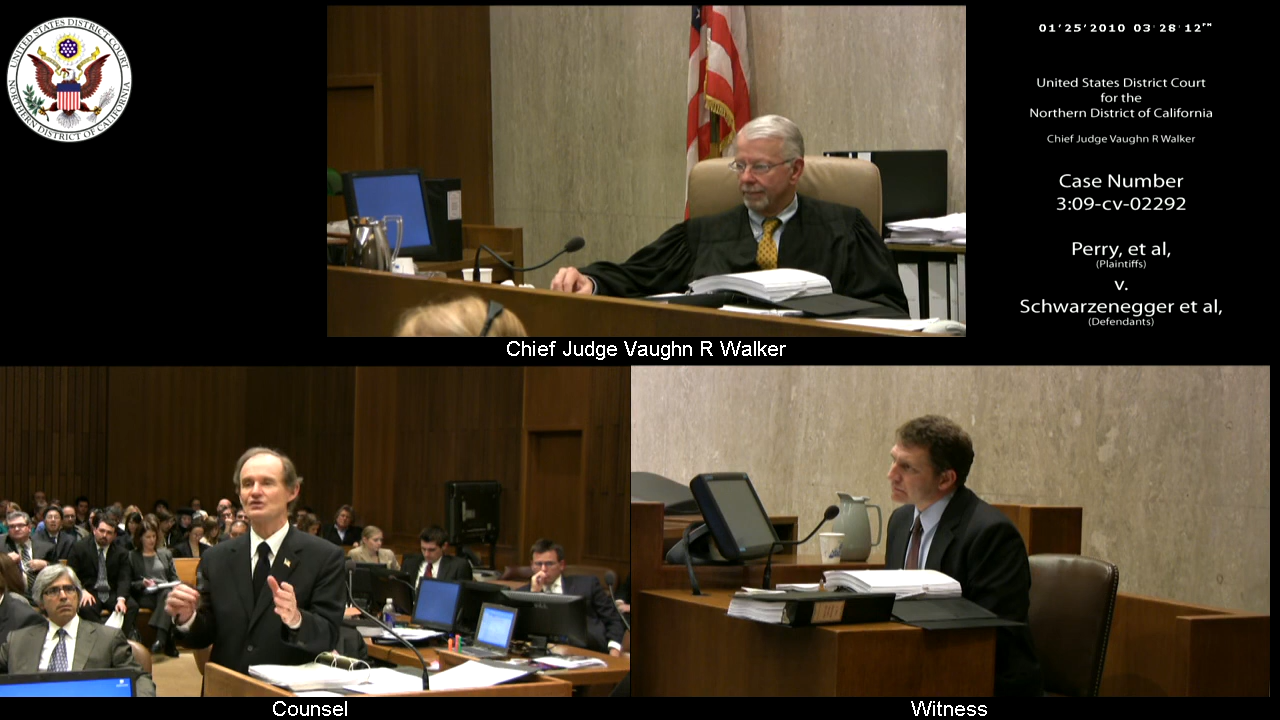 UNITED STATES DISTRICT COURT
NORTHERN DISTRICT OF CALIFORNIA
01'25'2010 03 28 12PM
United States District Court
for the
Northern District of California
Chief Judge Vaughn R Walker
Case Number
3:09-cv-02292
Perry, et al,
(Plaintiffs)
v.
Schwarzenegger et al,
(Defendants)
Chief Judge Vaughn R Walker
Counsel
Witness